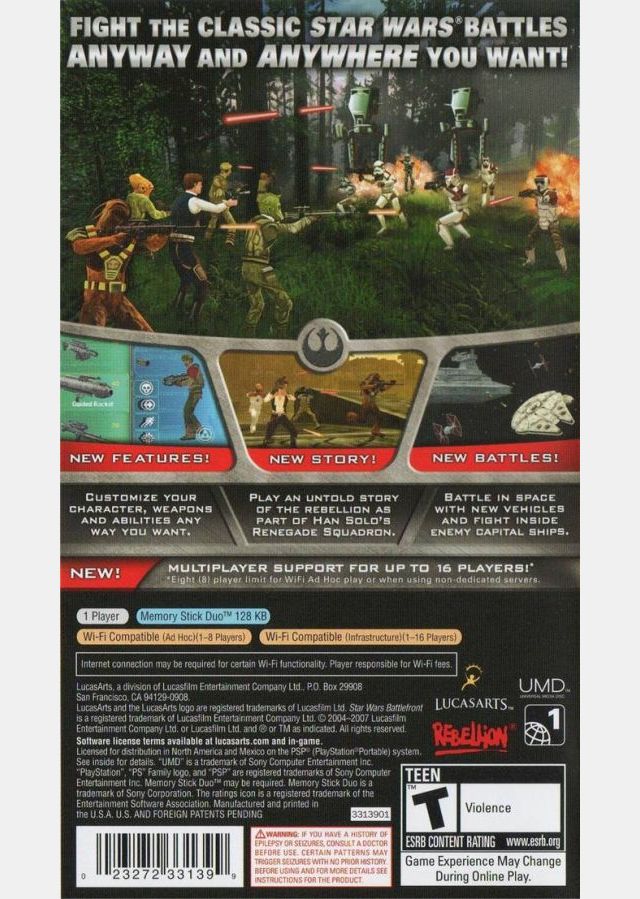 FIGHT THE CLASSIC STAR WARS® BATTLES
ANYWAY AND ANYWHERE YOU WANT!
Guided Rocket
NEW FEATURES!
NEW STORY!
NEW BATTLES!
CUSTOMIZE YOUR
CHARACTER, WEAPONS
AND ABILITIES ANY
WAY YOU WANT.
PLAY AN UNTOLD STORY
OF THE REBELLION AS
PART OF HAN SOLO'S
RENEGADE SQUADRON.
BATTLE IN SPACE
WITH NEW VEHICLES
AND FIGHT INSIDE
ENEMY CAPITAL SHIPS.
NEW!
MULTIPLAYER SUPPORT FOR UP TO 16 PLAYERS!*
*Eight (8) player limit for WiFi Ad Hoc play or when using non-dedicated servers.
1 Player
Memory Stick Duo™ 128 KB
Wi-Fi Compatible (Ad Hoc)(1-8 Players)
Wi-Fi Compatible (Infrastructure)(1-16 Players)
Internet connection may be required for certain Wi-Fi functionality. Player responsible for Wi-Fi fees.
LucasArts, a division of Lucasfilm Entertainment Company Ltd., P.O. Box 29908
San Francisco, CA 94129-0908.
LucasArts and the LucasArts logo are registered trademarks of Lucasfilm Ltd. Star Wars Battlefront
is a registered trademark of Lucasfilm Entertainment Company Ltd. © 2004-2007 Lucasfilm
Entertainment Company Ltd. or Lucasfilm Ltd. and ® or TM as indicated. All rights reserved.
Software license terms available at lucasarts.com and in-game.
Licensed for distribution in North America and Mexico on the PSP® (PlayStation®Portable) system.
See inside for details. "UMD" is a trademark of Sony Computer Entertainment Inc.
"PlayStation", "PS" Family logo, and "PSP" are registered trademarks of Sony Computer
Entertainment Inc. Memory Stick Duo™ may be required. Memory Stick Duo is a
trademark of Sony Corporation. The ratings icon is a registered trademark of the
Entertainment Software Association. Manufactured and printed in
the U.S.A. U.S. AND FOREIGN PATENTS PENDING
3313901
LUCASARTS™
REBELLION®
UMD™
UNIVERSAL MEDIA DISC
1
TEEN
T™
Violence
ESRB CONTENT RATING www.esrb.org
Game Experience May Change
During Online Play.
0 23272 33139 9
WARNING: IF YOU HAVE A HISTORY OF
EPILEPSY OR SEIZURES, CONSULT A DOCTOR
BEFORE USE. CERTAIN PATTERNS MAY
TRIGGER SEIZURES WITH NO PRIOR HISTORY.
BEFORE USING AND FOR MORE DETAILS SEE
INSTRUCTIONS FOR THE PRODUCT.